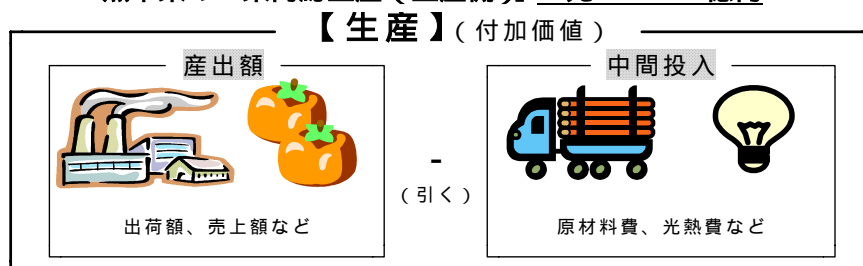 【生産】(付加価値)
産出額
中間投入
-
(引く)
出荷額、売上額など
原材料費、光熱費など